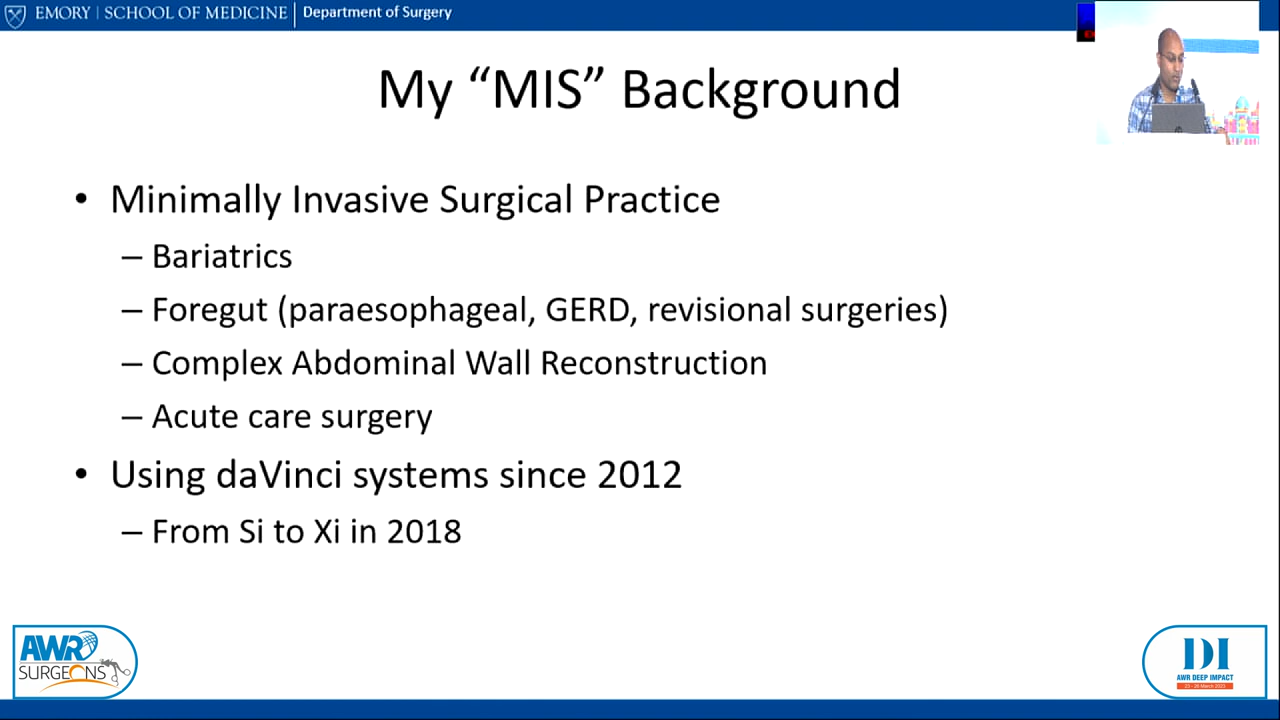 EMORY | SCHOOL OF MEDICINE | Department of Surgery
My “MIS” Background
• Minimally Invasive Surgical Practice
– Bariatrics
– Foregut (paraesophageal, GERD, revisional surgeries)
– Complex Abdominal Wall Reconstruction
– Acute care surgery
• Using daVinci systems since 2012
– From Si to Xi in 2018
AWR
SURGEONS
DI
AWR DEEP IMPACT